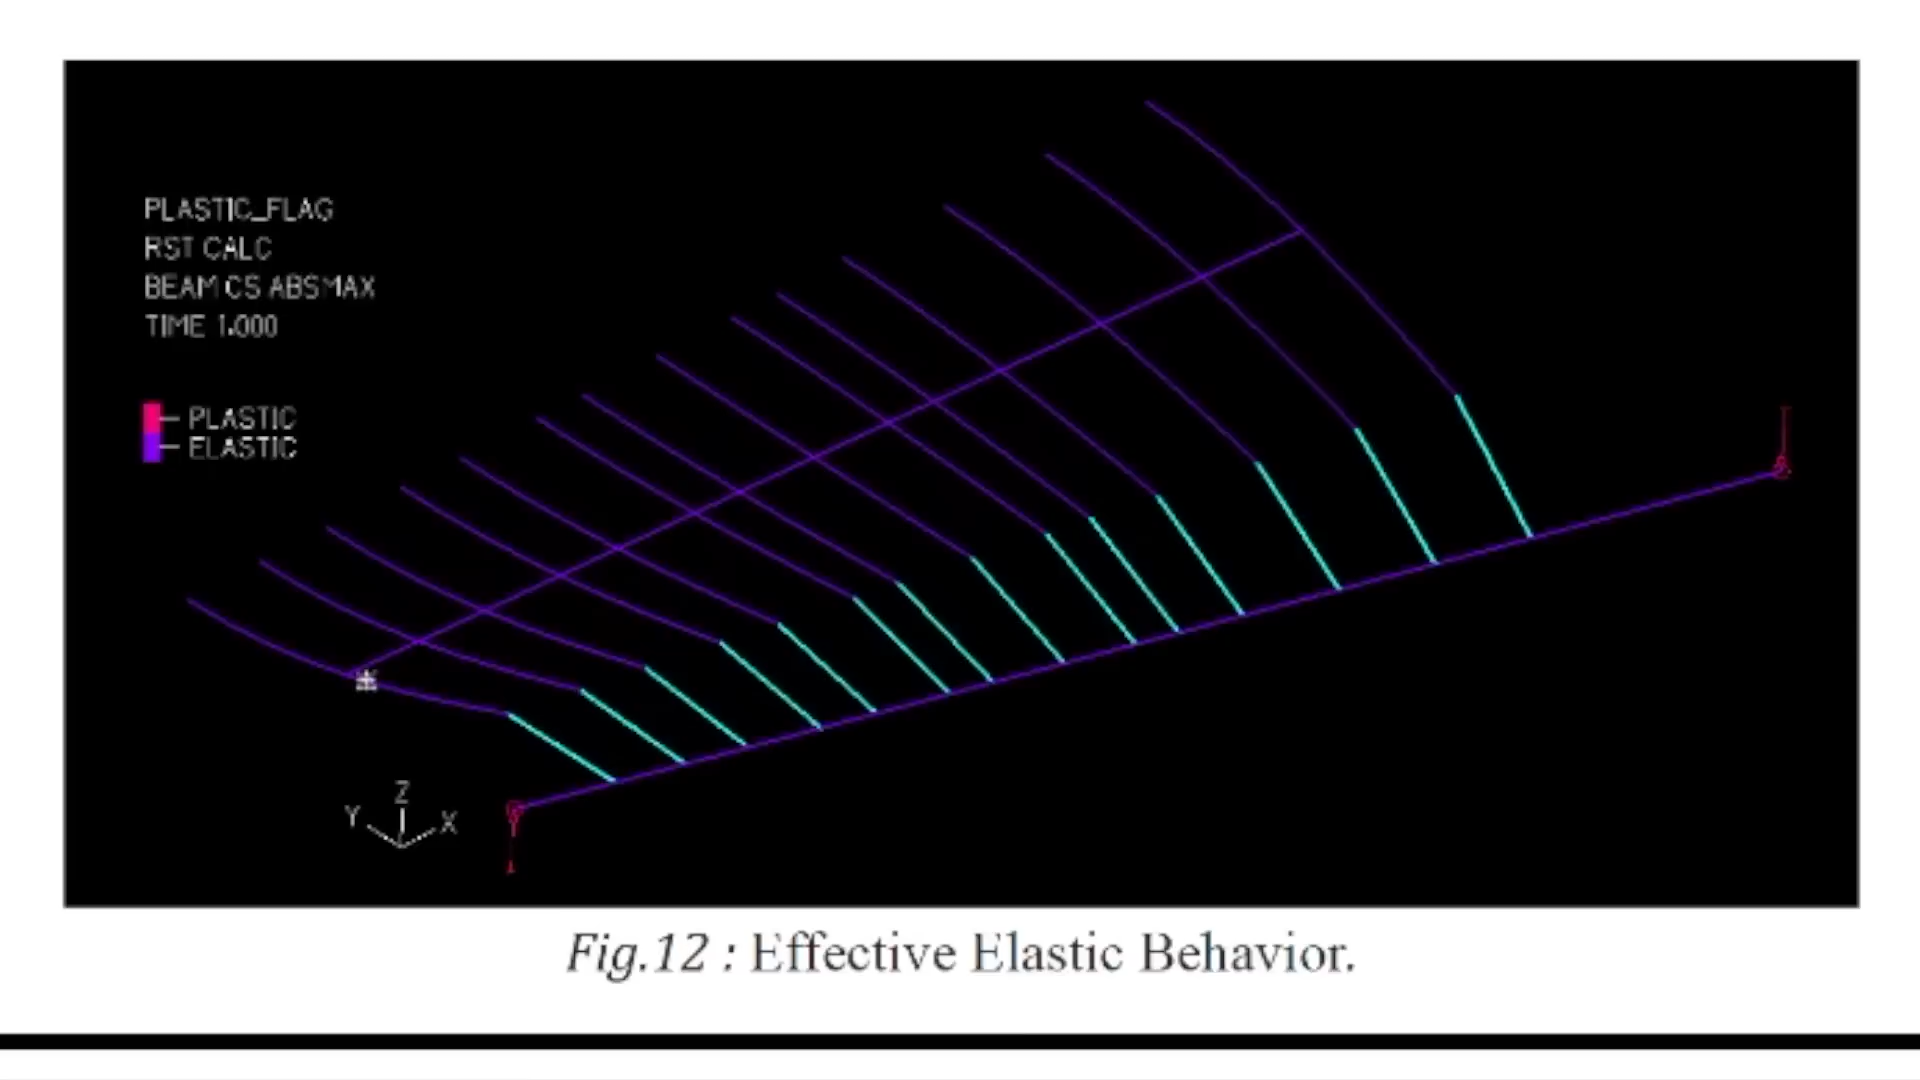 PLASTIC_FLAG
RST CALC
BEAM CS ABSMAX
TIME 1.000
PLASTIC
ELASTIC
Z
Y X
Fig.12 : Effective Elastic Behavior.